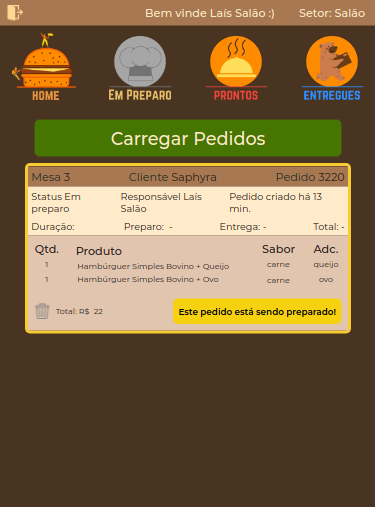 Bem vinde Laís Salão :) Setor: Salão
HOME EM PREPARO PRONTOS ENTREGUES
Carregar Pedidos
Mesa 3 Cliente Saphyra Pedido 3220
Status Em Responsável Laís Pedido criado há 13
preparo Salão min.
Duração: Preparo: - Entrega: - Total: -
Qtd. Produto Sabor Adc.
1 Hambúrguer Simples Bovino + Queijo carne queijo
1 Hambúrguer Simples Bovino + Ovo carne ovo
Total: R$ 22 Este pedido está sendo preparado!